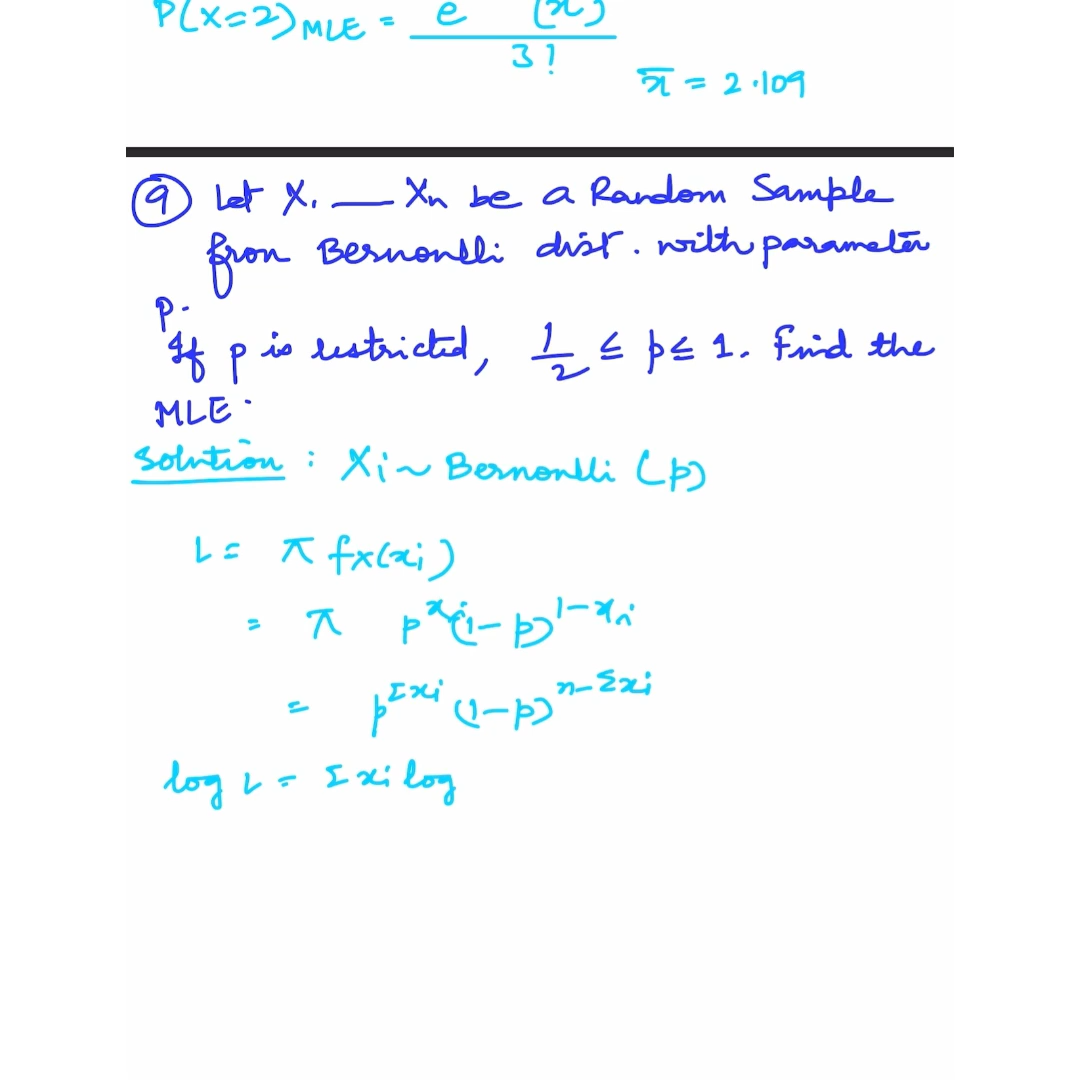 P(X=2) MLE = e (x) / 3!
x̄ = 2.109
⑨ Let X₁ — Xₙ be a Random Sample
from Bernoulli dist. with parameter
p.
If p is restricted, 1/2 ≤ p ≤ 1. Find the
MLE.
Solution : Xi ~ Bernoulli (p)
L = π fx(xi)
= π p^xi (1-p)^1-xi
= p^Σxi (1-p)^n-Σxi
log L = Σxi log